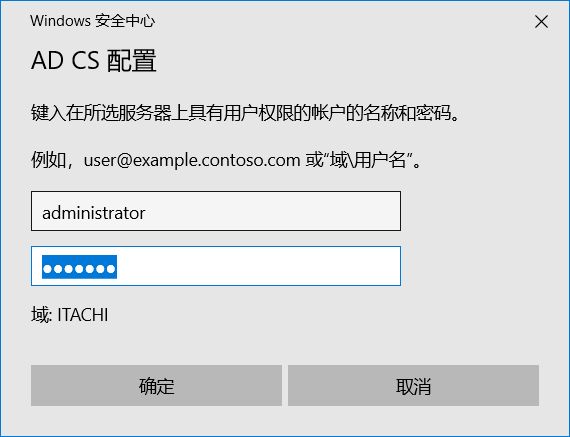 Windows 安全中心
AD CS 配置
键入在所选服务器上具有用户权限的帐户的名称和密码。
例如，user@example.contoso.com 或“域\用户名”。
administrator
●●●●●●●
域: ITACHI
确定
取消